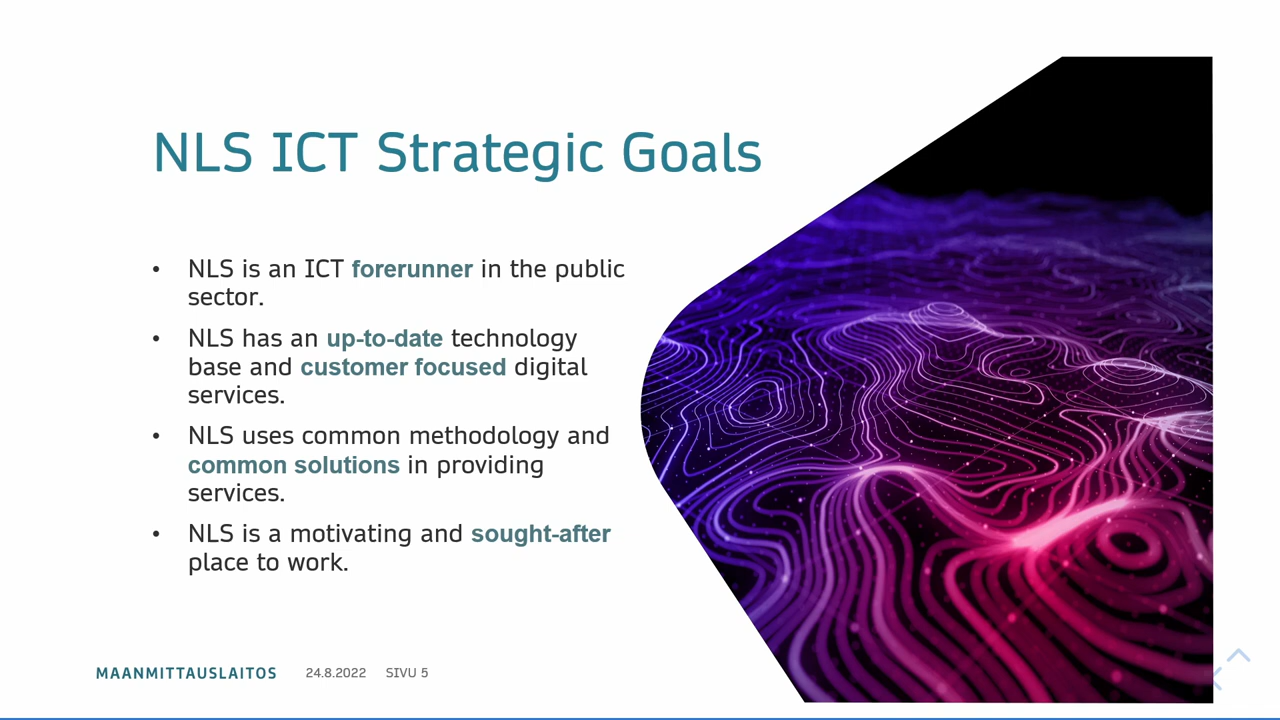 NLS ICT Strategic Goals
• NLS is an ICT forerunner in the public
sector.
• NLS has an up-to-date technology
base and customer focused digital
services.
• NLS uses common methodology and
common solutions in providing
services.
• NLS is a motivating and sought-after
place to work.
MAANMITTAUSLAITOS 24.8.2022 SIVU 5